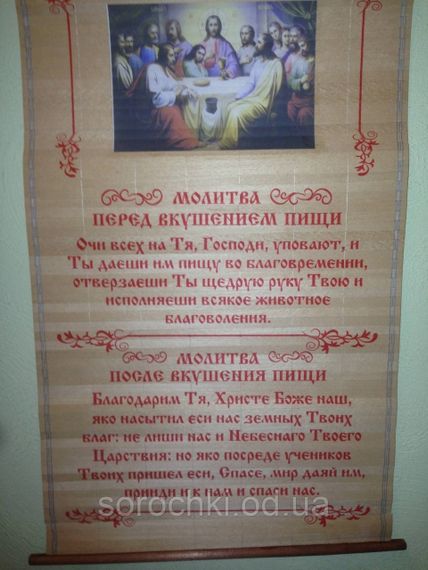 МОЛИТВА
ПЕРЕД ВКУШЕНИЕМ ПИЩИ
Очи всех на Тя, Господи, уповают, и
Ты даеши им пищу во благовремении,
отверзаеши Ты щедрую руку Твою и
исполняеши всякое животное
благоволения.
МОЛИТВА
ПОСЛЕ ВКУШЕНИЯ ПИЩИ
Благодарим Тя, Христе Боже наш,
яко насытил еси нас земных Твоих
благ: не лиши нас и Небеснаго Твоего
Царствия: но яко посреде учеников
Твоих пришел еси, Спасе, мир даяй им,
прииди и к нам и спаси нас.
sorochki.od.ua